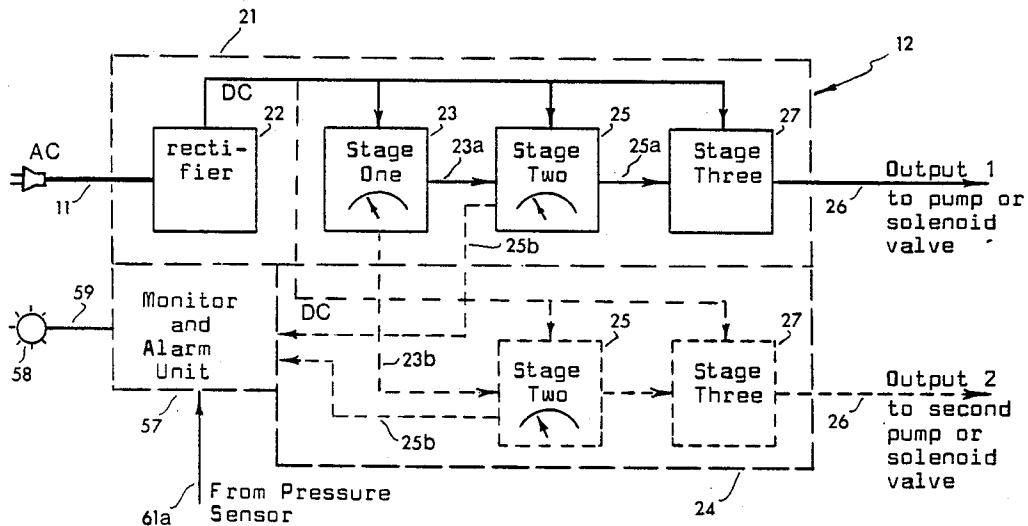 21
12
DC
22
23
25
27
AC
recti-
fier
Stage
One
23a
Stage
Two
25a
Stage
Three
Output 1
to pump or
solenoid
valve
11
26
25b
59
Monitor
and
Alarm
Unit
DC
58
25
27
23b
Stage
Two
Stage
Three
Output 2
to second
pump or
solenoid
valve
57
25b
26
61a
From Pressure
Sensor
24